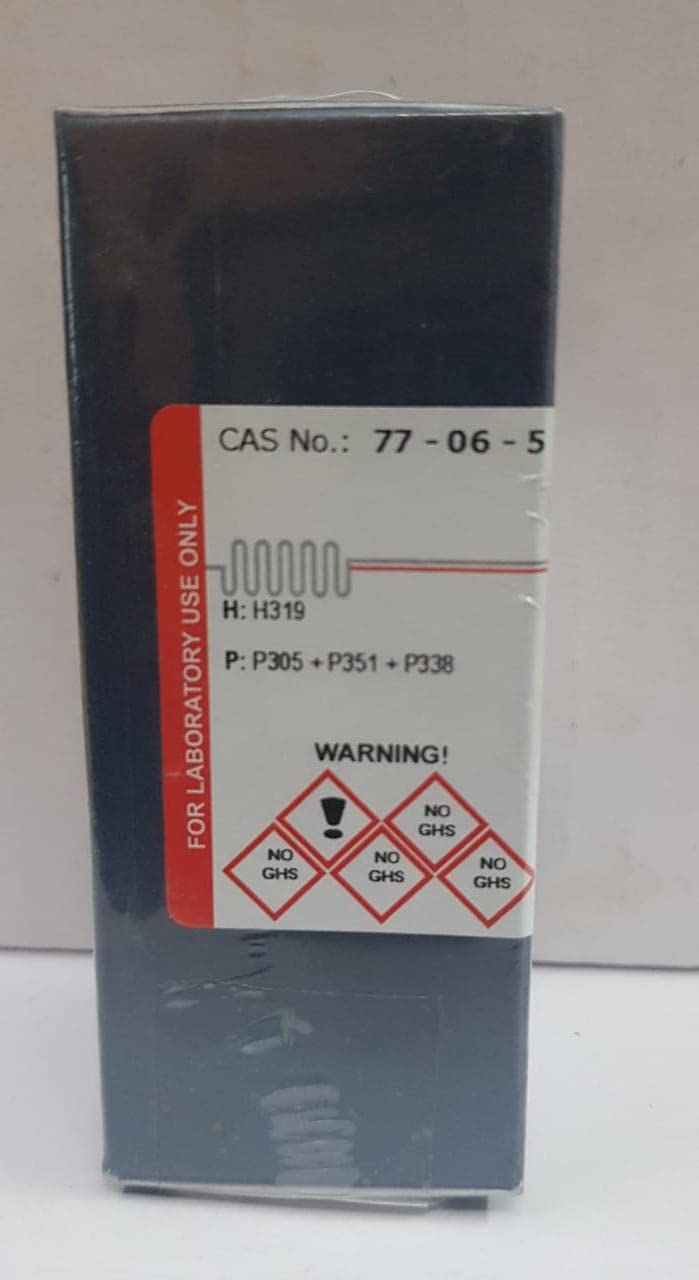 CAS No.: 77 - 06 - 5
FOR LABORATORY USE ONLY
H: H319
P: P305 + P351 + P338
WARNING!
NO
GHS
NO
GHS
NO
GHS
NO
GHS